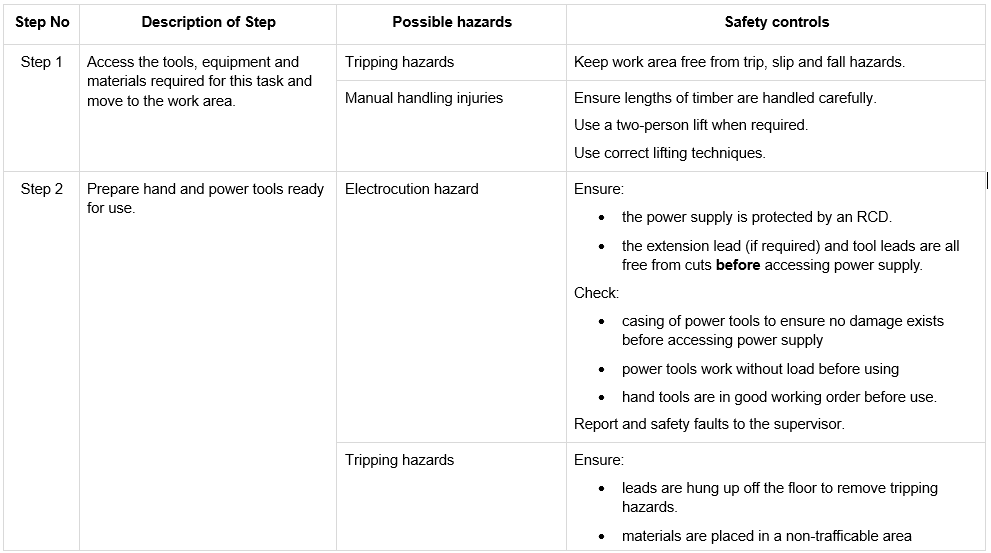 Step No Description of Step Possible hazards Safety controls
Step 1 Access the tools, equipment and
materials required for this task and
move to the work area.
Tripping hazards Keep work area free from trip, slip and fall hazards.
Manual handling injuries Ensure lengths of timber are handled carefully.
Use a two-person lift when required.
Use correct lifting techniques.
Step 2 Prepare hand and power tools ready
for use.
Electrocution hazard Ensure:
• the power supply is protected by an RCD.
• the extension lead (if required) and tool leads are all
free from cuts before accessing power supply.
Check:
• casing of power tools to ensure no damage exists
before accessing power supply
• power tools work without load before using
• hand tools are in good working order before use.
Report and safety faults to the supervisor.
Tripping hazards Ensure:
• leads are hung up off the floor to remove tripping
hazards.
• materials are placed in a non-trafficable area